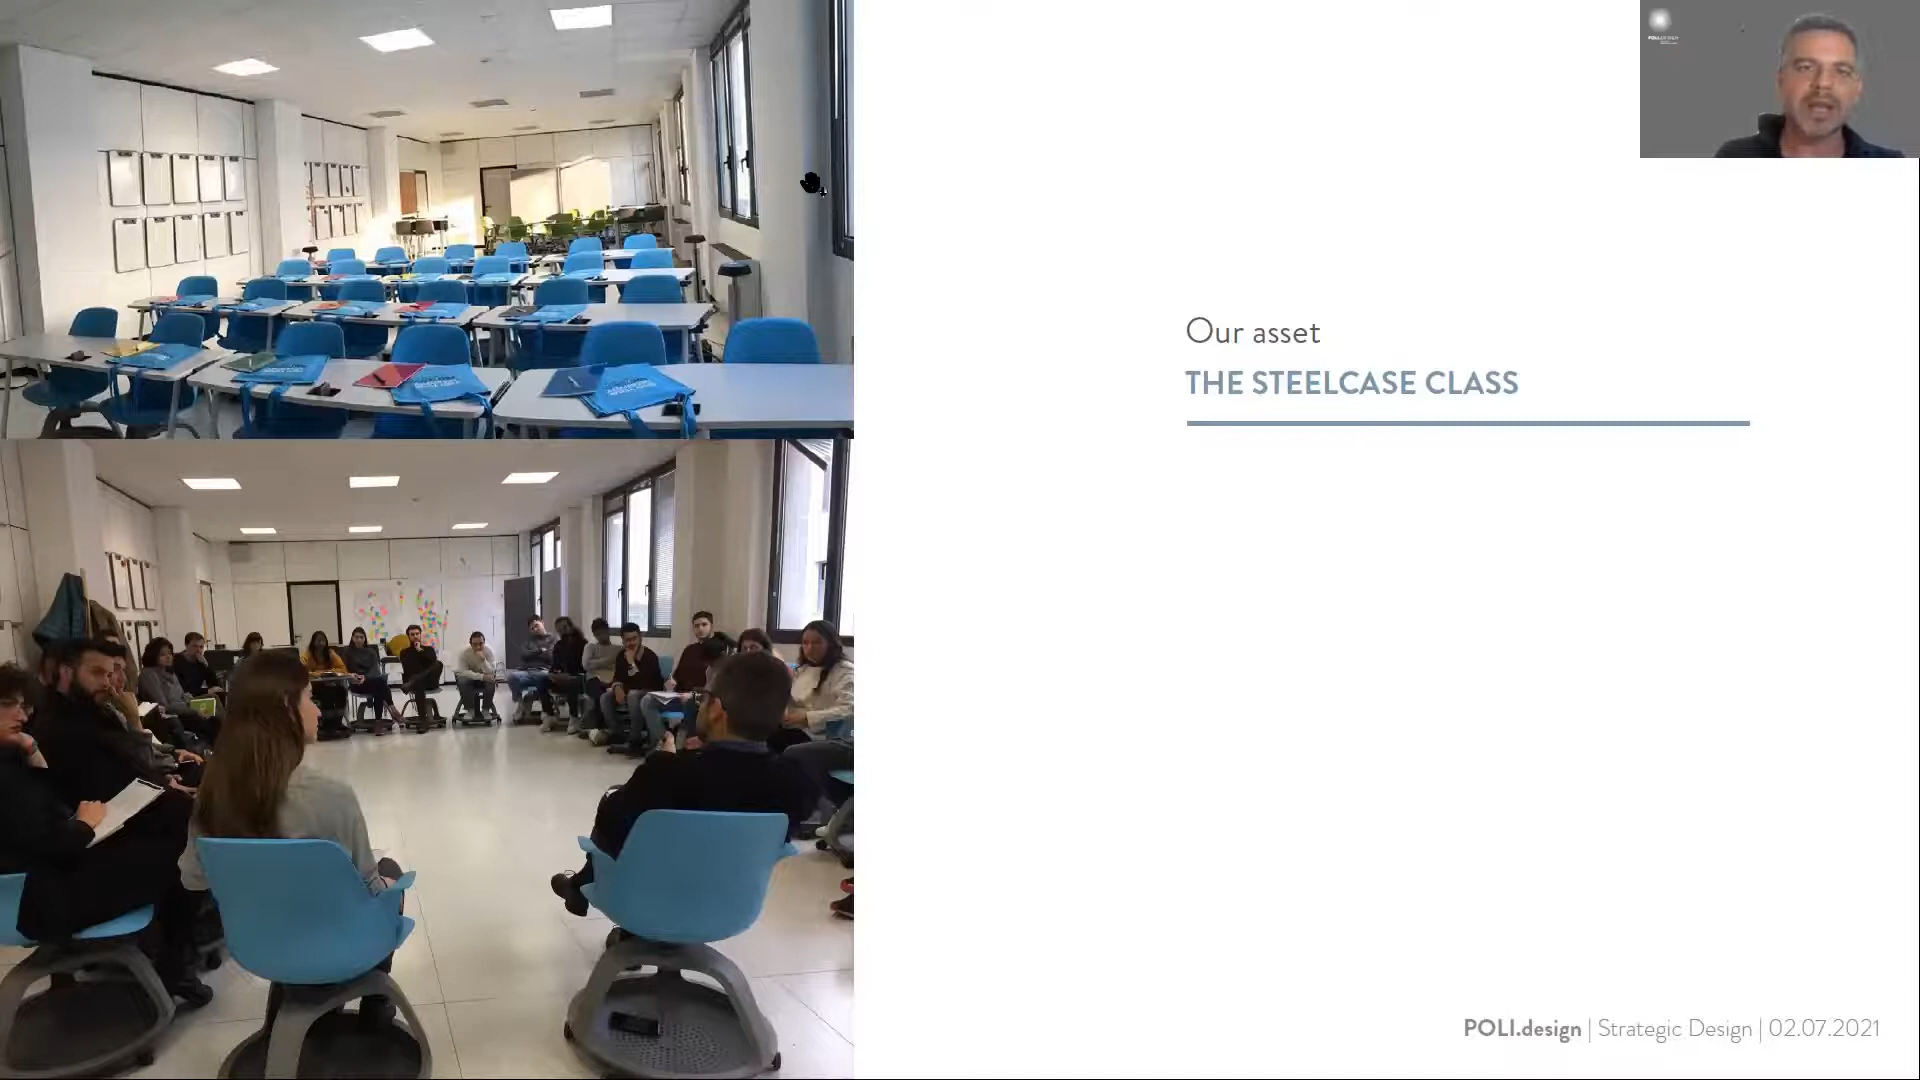 Our asset
THE STEELCASE CLASS
POLI.design | Strategic Design | 02.07.2021